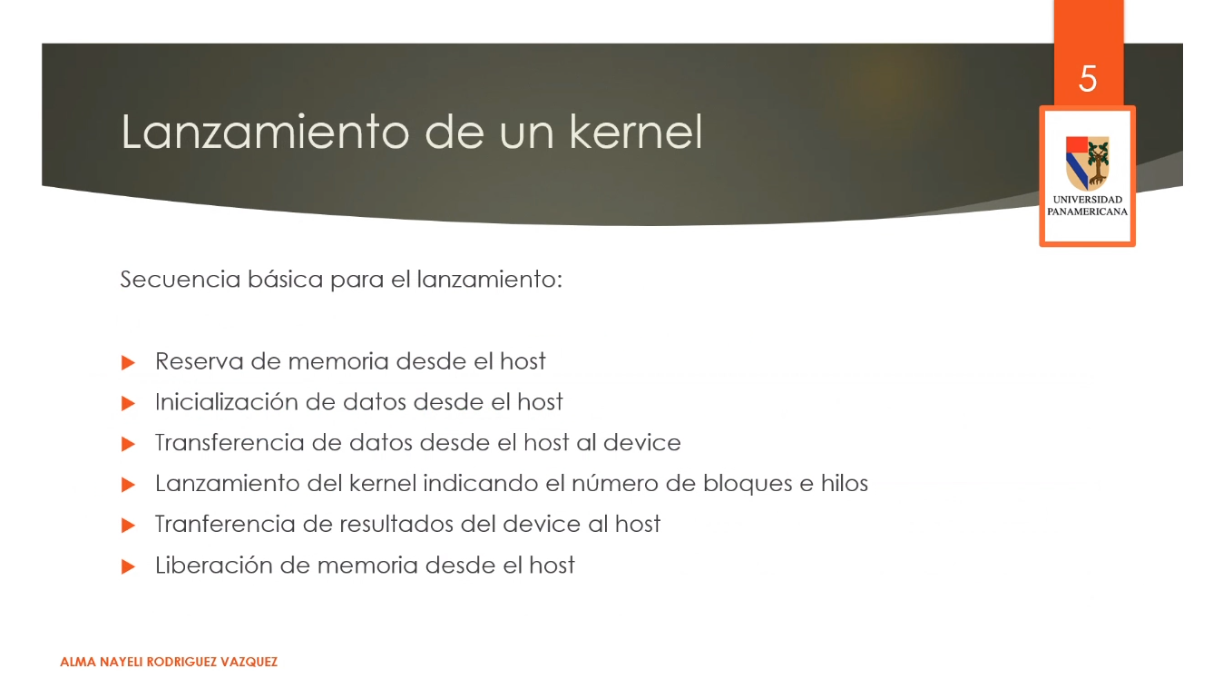 5
Lanzamiento de un kernel
UNIVERSIDAD
PANAMERICANA
Secuencia básica para el lanzamiento:
Reserva de memoria desde el host
Inicialización de datos desde el host
Transferencia de datos desde el host al device
Lanzamiento del kernel indicando el número de bloques e hilos
Tranferencia de resultados del device al host
Liberación de memoria desde el host
ALMA NAYELI RODRIGUEZ VAZQUEZ